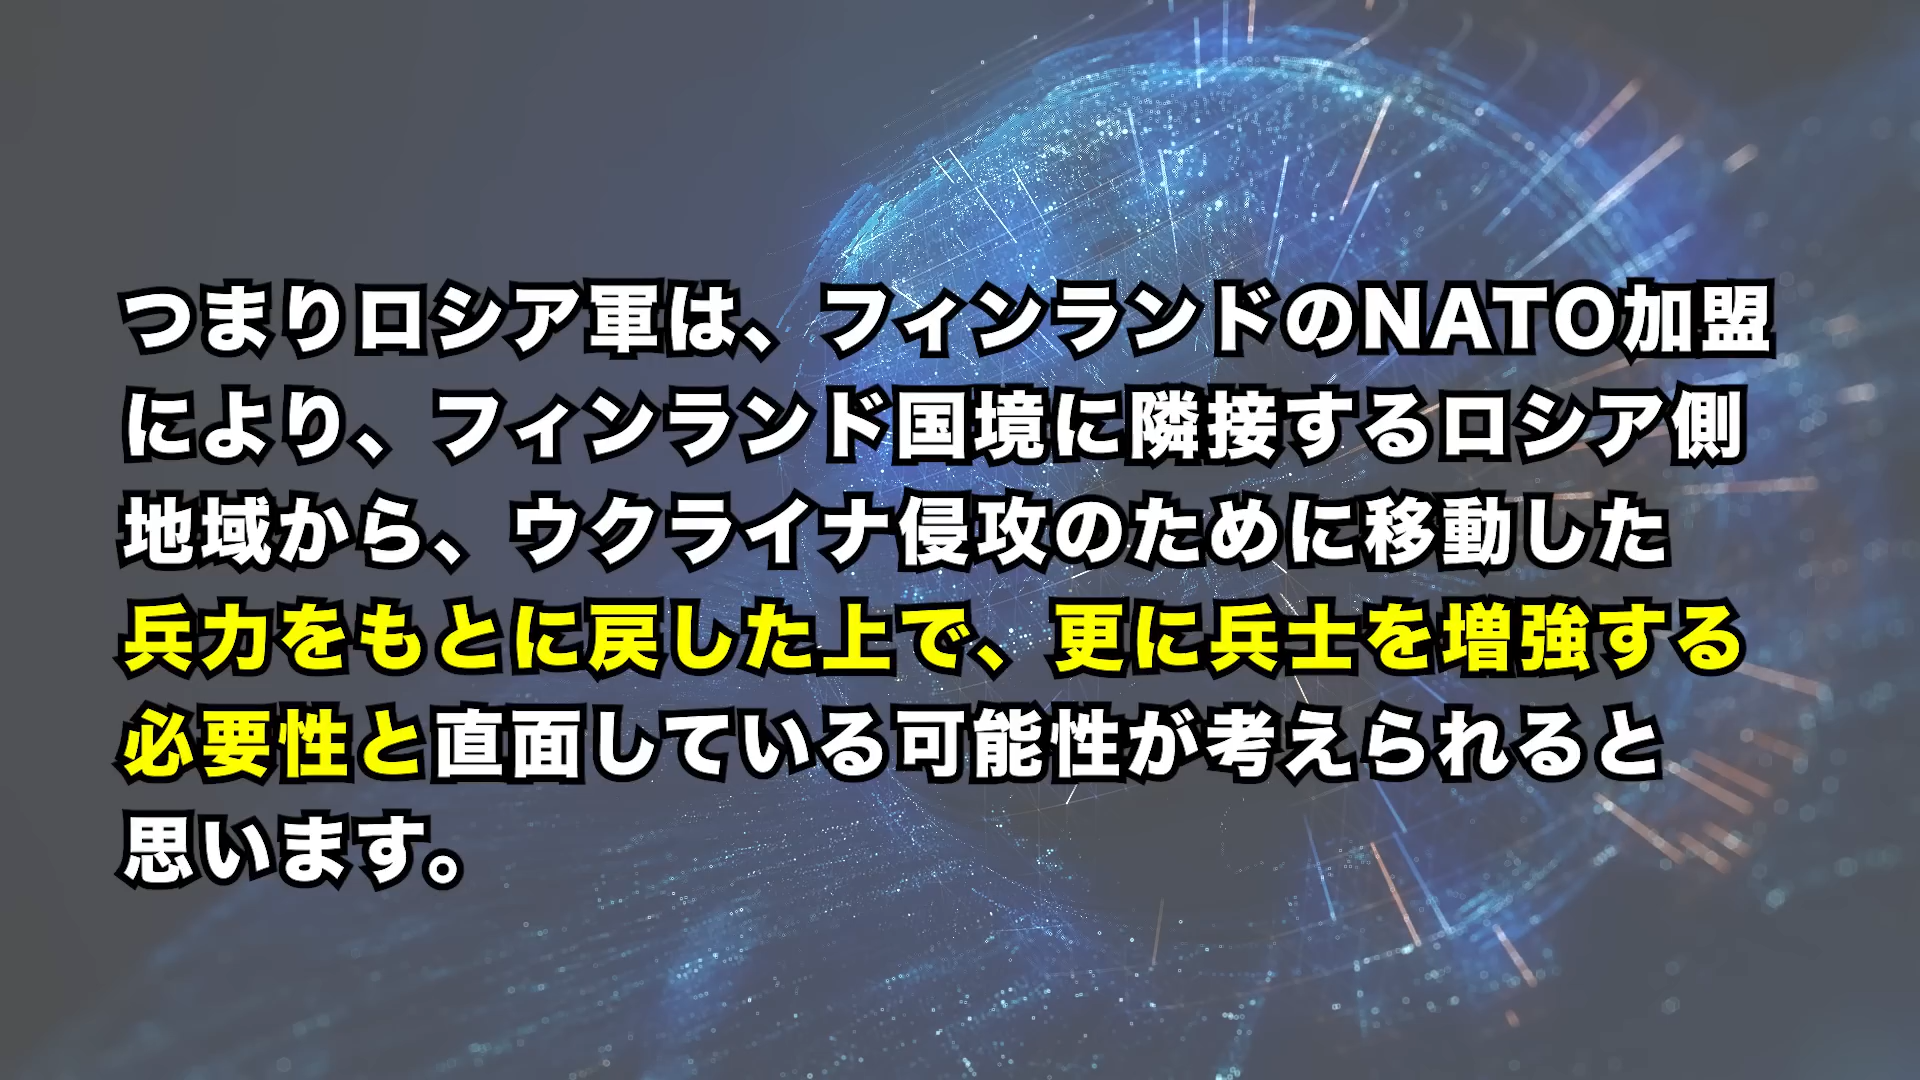 つまりロシア軍は、フィンランドのNATO加盟
により、フィンランド国境に隣接するロシア側
地域から、ウクライナ侵攻のために移動した
兵力をもとに戻した上で、更に兵士を増強する
必要性と直面している可能性が考えられると
思います。